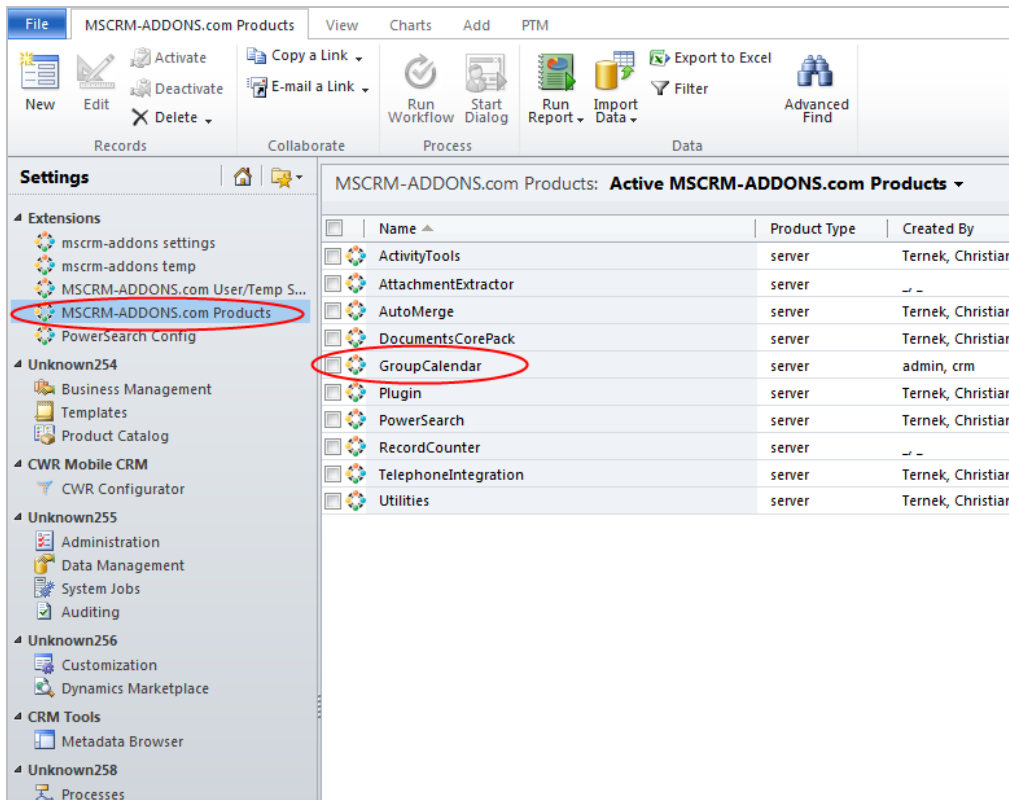 File MSCRM-ADDONS.com Products View Charts Add PTM
New
Edit
Activate
Deactivate
Delete
Records
Copy a Link
E-mail a Link
Collaborate
Run Workflow
Start Dialog
Process
Run Report
Import Data
Export to Excel
Filter
Advanced Find
Data
Settings
Extensions
mscrm-addons settings
mscrm-addons temp
MSCRM-ADDONS.com User/Temp S...
MSCRM-ADDONS.com Products
PowerSearch Config
Unknown254
Business Management
Templates
Product Catalog
CWR Mobile CRM
CWR Configurator
Unknown255
Administration
Data Management
System Jobs
Auditing
Unknown256
Customization
Dynamics Marketplace
CRM Tools
Metadata Browser
Unknown258
Processes
MSCRM-ADDONS.com Products: Active MSCRM-ADDONS.com Products
Name Product Type Created By
ActivityTools server Ternek, Christian
AttachmentExtractor server _, _
AutoMerge server Ternek, Christian
DocumentsCorePack server Ternek, Christian
GroupCalendar server admin, crm
Plugin server Ternek, Christian
PowerSearch server Ternek, Christian
RecordCounter server _, _
TelephoneIntegration server Ternek, Christian
Utilities server Ternek, Christian